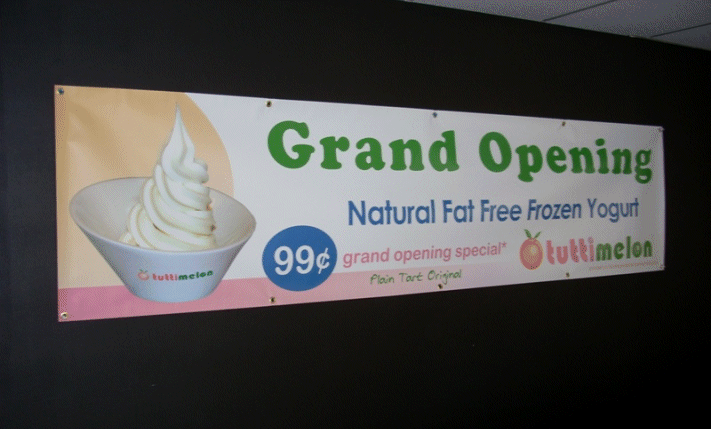 Grand Opening
Natural Fat Free Frozen Yogurt
99¢ grand opening special*
tuttimelon
Plain Tart Original
tuttimelon